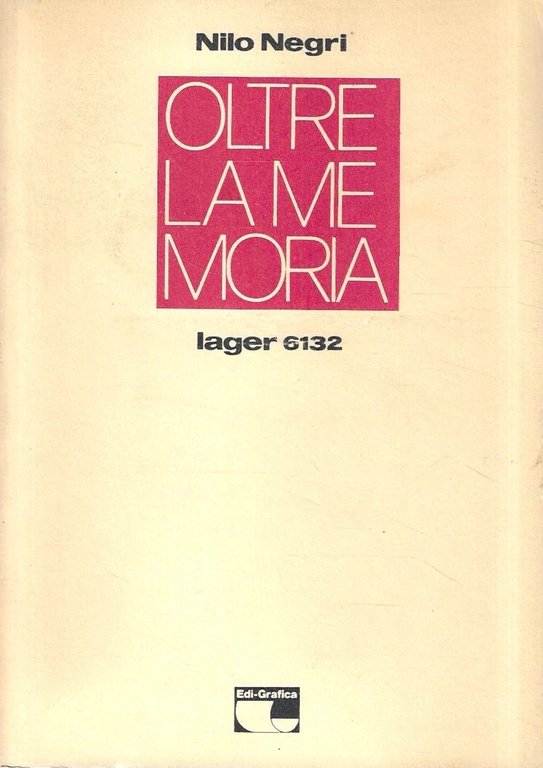 Nilo Negri
OLTRE
LA ME
MORIA
lager 6132
Edi-Grafica